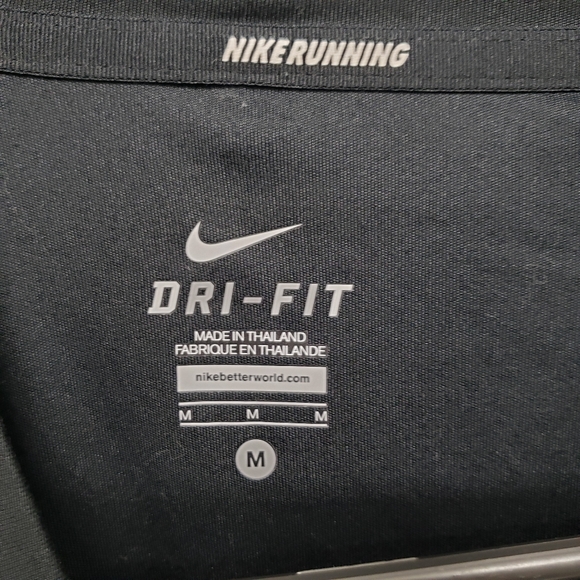 NIKERUNNING
DRI-FIT
MADE IN THAILAND
FABRIQUE EN THAILANDE
nikebetterworld.com
M M M
M